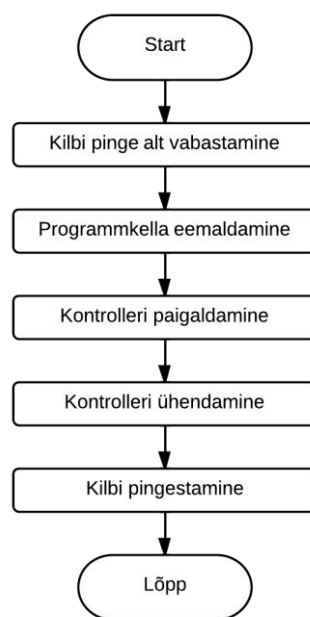 Start
Kilbi pinge alt vabastamine
Programmkella eemaldamine
Kontrolleri paigaldamine
Kontrolleri ühendamine
Kilbi pingestamine
Lõpp